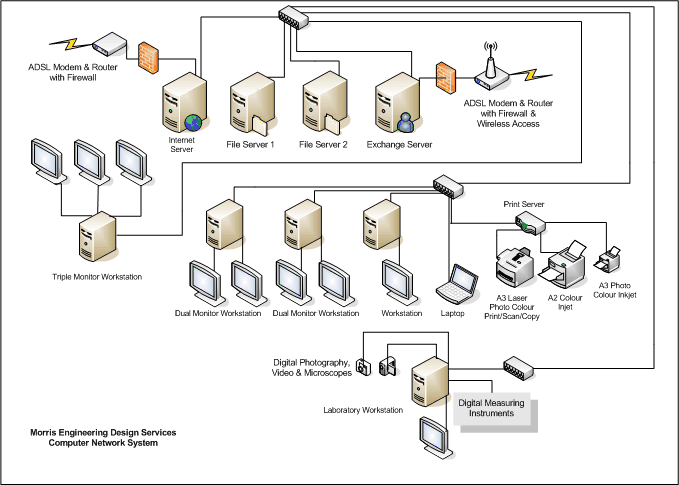 ADSL Modem & Router
with Firewall
Internet
Server
File Server 1
File Server 2
Exchange Server
ADSL Modem & Router
with Firewall &
Wireless Access
Triple Monitor Workstation
Print Server
Dual Monitor Workstation
Dual Monitor Workstation
Workstation
Laptop
A3 Laser
Photo Colour
Print/Scan/Copy
A2 Colour
Injet
A3 Photo
Colour Inkjet
Digital Photography,
Video & Microscopes
Laboratory Workstation
Digital Measuring
Instruments
Morris Engineering Design Services
Computer Network System